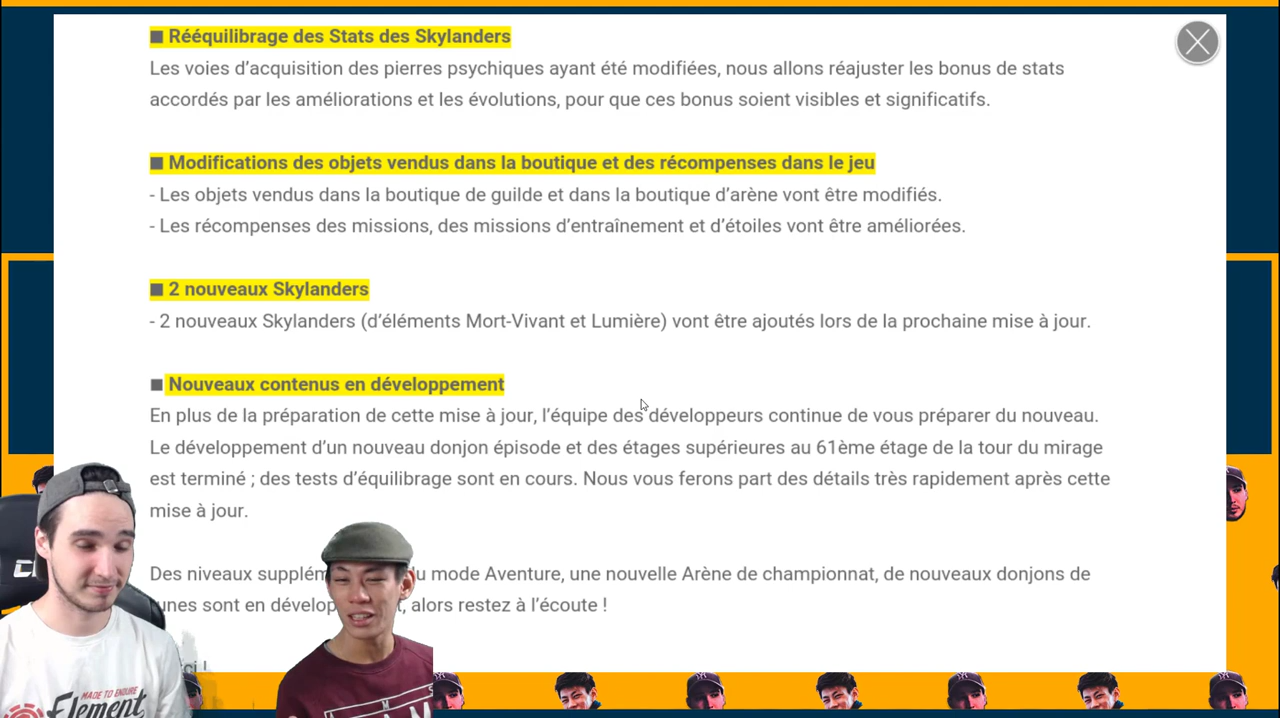 ■ Rééquilibrage des Stats des Skylanders
Les voies d’acquisition des pierres psychiques ayant été modifiées, nous allons réajuster les bonus de stats
accordés par les améliorations et les évolutions, pour que ces bonus soient visibles et significatifs.
■ Modifications des objets vendus dans la boutique et des récompenses dans le jeu
- Les objets vendus dans la boutique de guilde et dans la boutique d’arène vont être modifiés.
- Les récompenses des missions, des missions d’entraînement et d’étoiles vont être améliorées.
■ 2 nouveaux Skylanders
- 2 nouveaux Skylanders (d’éléments Mort-Vivant et Lumière) vont être ajoutés lors de la prochaine mise à jour.
■ Nouveaux contenus en développement
En plus de la préparation de cette mise à jour, l’équipe des développeurs continue de vous préparer du nouveau.
Le développement d’un nouveau donjon épisode et des étages supérieures au 61ème étage de la tour du mirage
est terminé ; des tests d’équilibrage sont en cours. Nous vous ferons part des détails très rapidement après cette
mise à jour.
Des niveaux mode Aventure, une nouvelle Arène de championnat, de nouveaux donjons de
sont en alors restez à l’écoute !
MADE TO ENDURE
Element